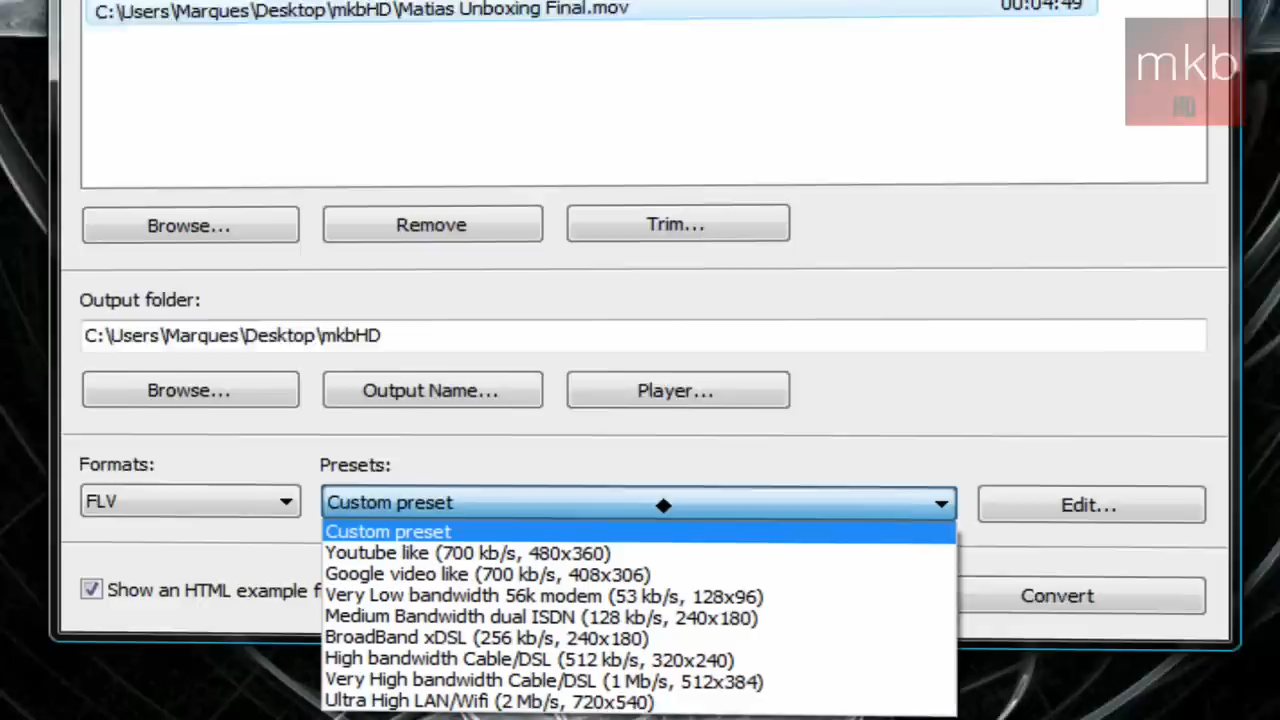 C:\Users\Marques\Desktop\mkbHD\Matias Unboxing Final.mov 00:04:49
mkb
HD
Browse... Remove Trim...
Output folder:
C:\Users\Marques\Desktop\mkbHD
Browse... Output Name... Player...
Formats: Presets:
FLV Custom preset Edit...
Custom preset
Youtube like (700 kb/s, 480x360)
Google video like (700 kb/s, 408x306)
Show an HTML example f
Very Low bandwidth 56k modem (53 kb/s, 128x96)
Convert
Medium Bandwidth dual ISDN (128 kb/s, 240x180)
BroadBand xDSL (256 kb/s, 240x180)
High bandwidth Cable/DSL (512 kb/s, 320x240)
Very High bandwidth Cable/DSL (1 Mb/s, 512x384)
Ultra High LAN/Wifi (2 Mb/s, 720x540)